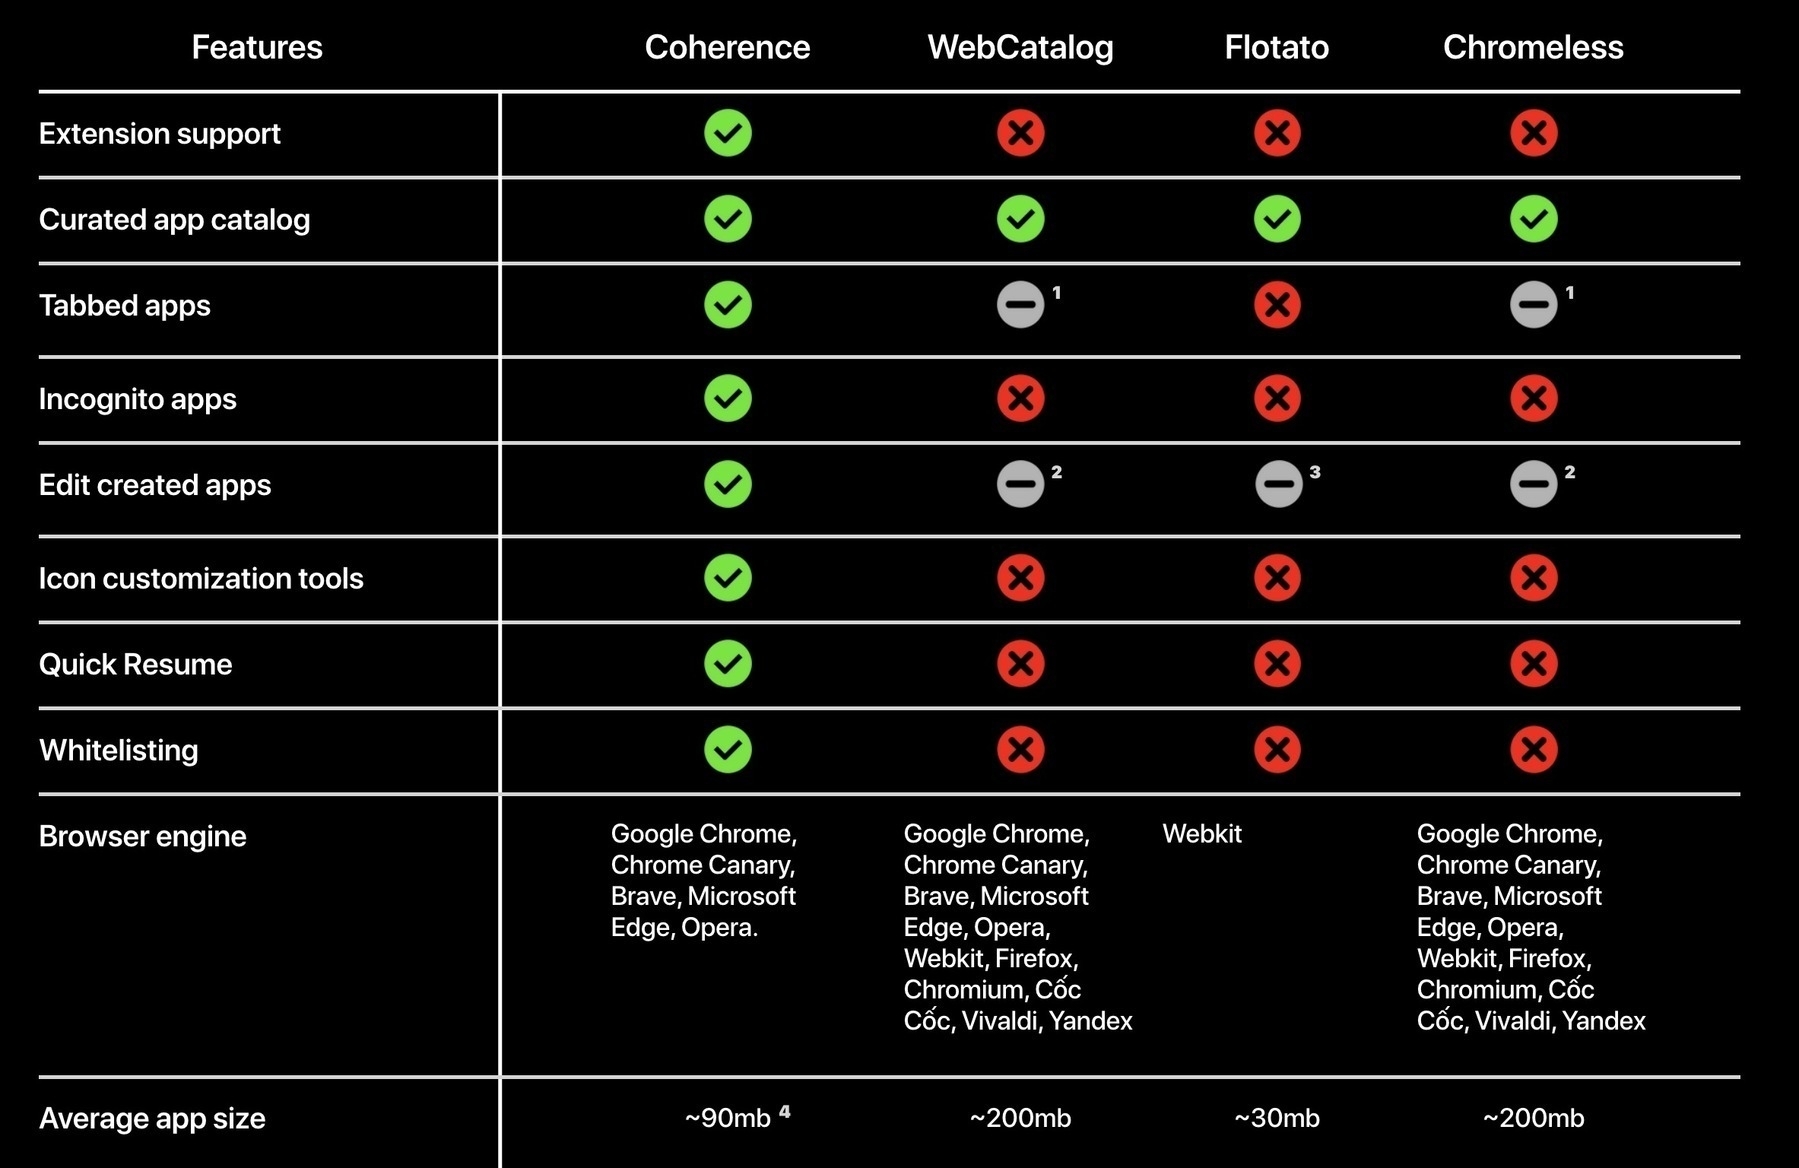 Features Coherence WebCatalog Flotato Chromeless
Extension support
Curated app catalog
Tabbed apps 1 1
Incognito apps
Edit created apps 2 3 2
Icon customization tools
Quick Resume
Whitelisting
Browser engine
Google Chrome,
Chrome Canary,
Brave, Microsoft
Edge, Opera.
Google Chrome,
Chrome Canary,
Brave, Microsoft
Edge, Opera,
Webkit, Firefox,
Chromium, Cốc
Cốc, Vivaldi, Yandex
Webkit
Google Chrome,
Chrome Canary,
Brave, Microsoft
Edge, Opera,
Webkit, Firefox,
Chromium, Cốc
Cốc, Vivaldi, Yandex
Average app size ~90mb 4 ~200mb ~30mb ~200mb